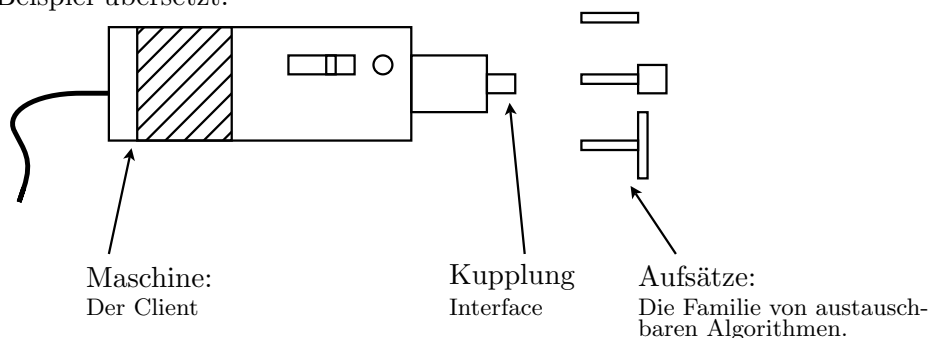 Beispiel übersetzt:
Maschine:
Der Client
Kupplung
Interface
Aufsätze:
Die Familie von austausch-
baren Algorithmen.